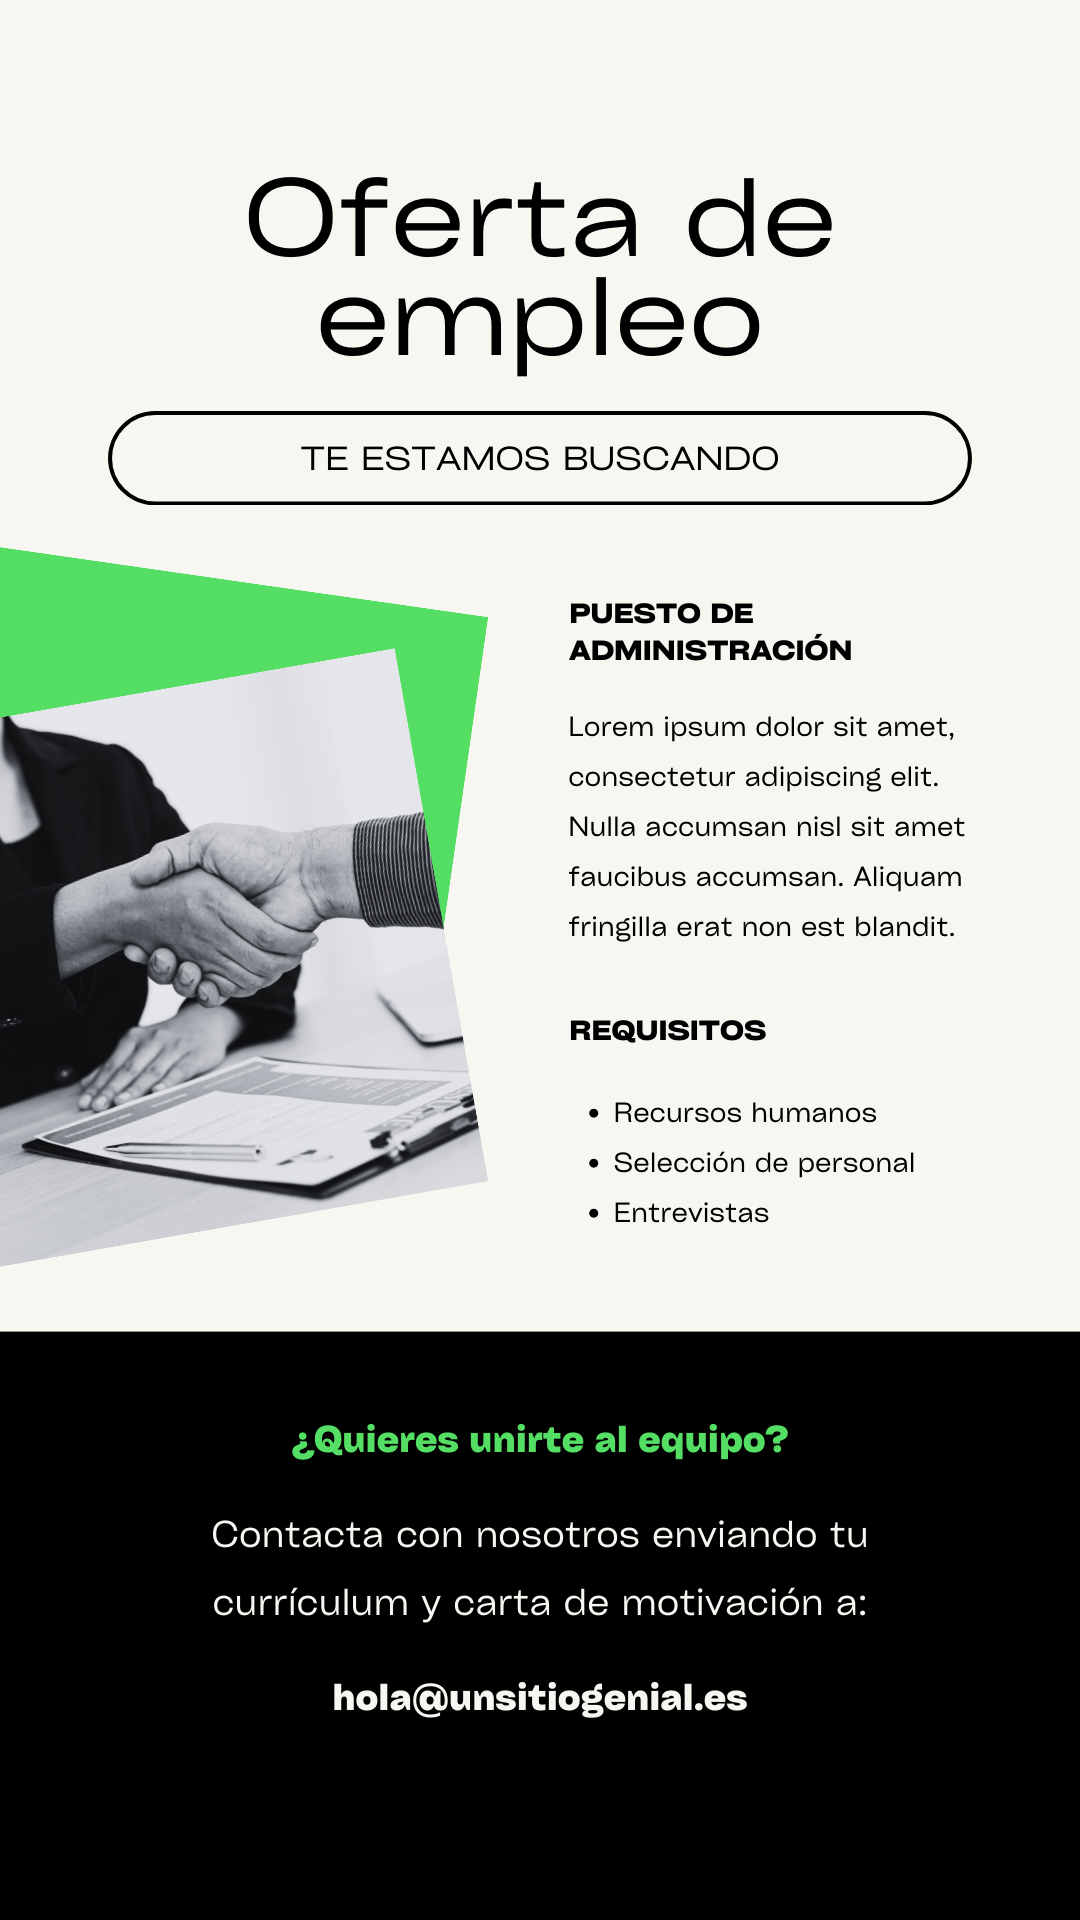 Oferta de
empleo
TE ESTAMOS BUSCANDO
PUESTO DE
ADMINISTRACIÓN
Lorem ipsum dolor sit amet,
consectetur adipiscing elit.
Nulla accumsan nisl sit amet
faucibus accumsan. Aliquam
fringilla erat non est blandit.
REQUISITOS
• Recursos humanos
• Selección de personal
• Entrevistas
¿Quieres unirte al equipo?
Contacta con nosotros enviando tu
currículum y carta de motivación a:
hola@unsitiogenial.es